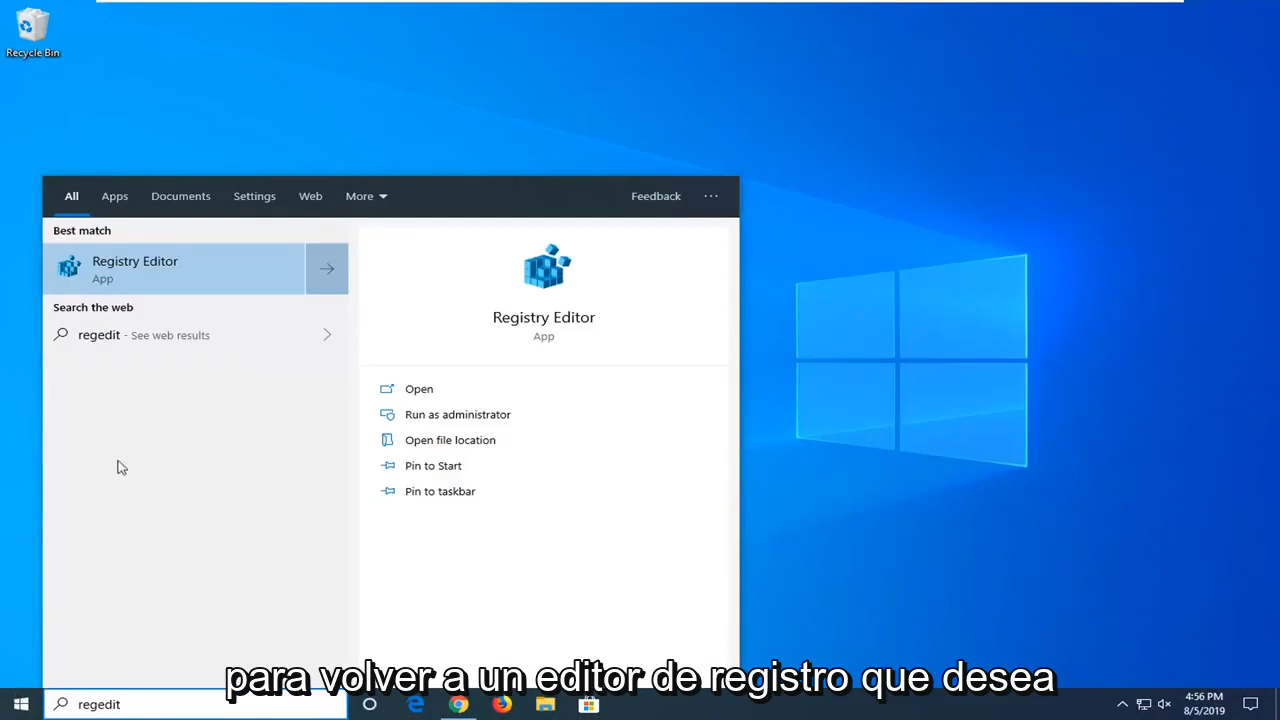 Recycle Bin
All Apps Documents Settings Web More Feedback ...
Best match
Registry Editor
App
Search the web
regedit - See web results
Registry Editor
App
Open
Run as administrator
Open file location
Pin to Start
Pin to taskbar
para volver a un editor de registro que desea
regedit
4:56 PM
8/5/2019